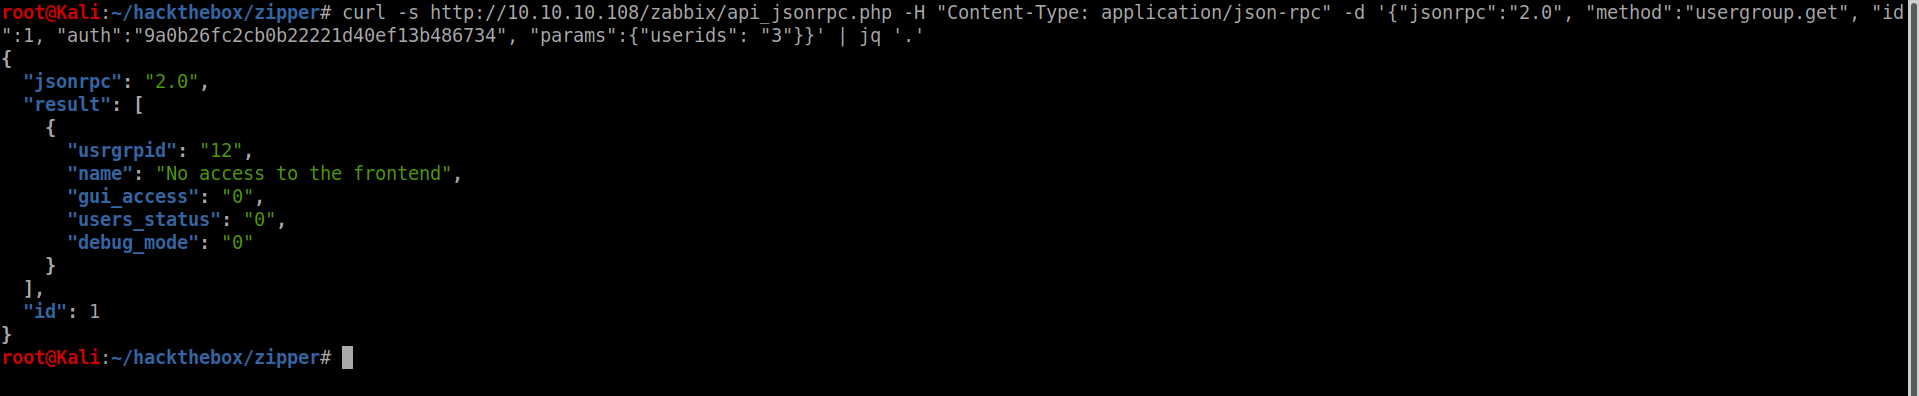 root@Kali:~/hackthebox/zipper# curl -s http://10.10.10.108/zabbix/api_jsonrpc.php -H "Content-Type: application/json-rpc" -d '{"jsonrpc":"2.0", "method":"usergroup.get", "id
":1, "auth":"9a0b26fc2cb0b22221d40ef13b486734", "params":{"userids": "3"}}' | jq '.'
{
  "jsonrpc": "2.0",
  "result": [
    {
      "usrgrpid": "12",
      "name": "No access to the frontend",
      "gui_access": "0",
      "users_status": "0",
      "debug_mode": "0"
    }
  ],
  "id": 1
}
root@Kali:~/hackthebox/zipper#